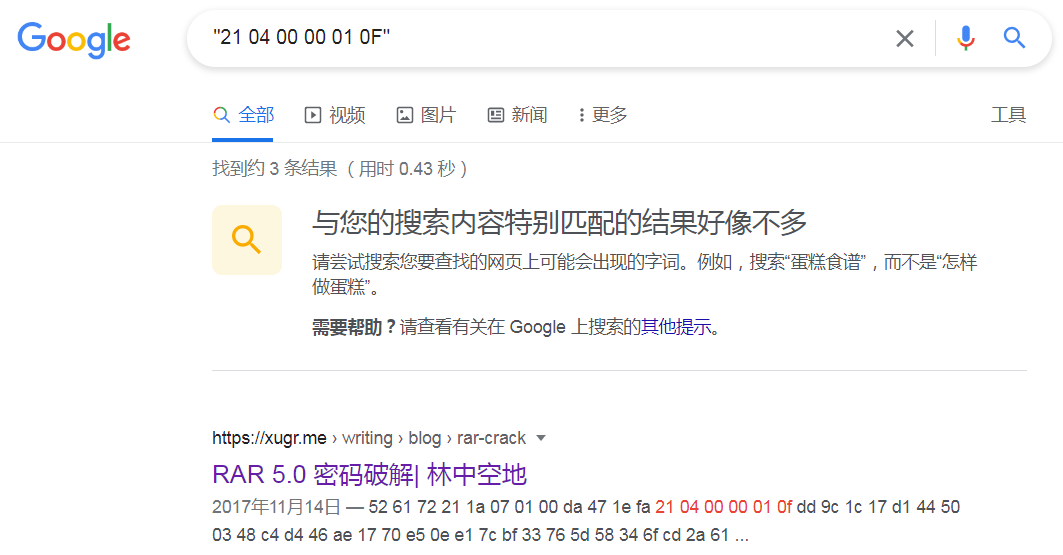 Google
"21 04 00 00 01 0F"
全部 视频 图片 新闻 更多 工具
找到约 3 条结果 （用时 0.43 秒）
与您的搜索内容特别匹配的结果好像不多
请尝试搜索您要查找的网页上可能会出现的字词。例如，搜索“蛋糕食谱”，而不是“怎样
做蛋糕”。
需要帮助？请查看有关在 Google 上搜索的其他提示。
https://xugr.me › writing › blog › rar-crack
RAR 5.0 密码破解| 林中空地
2017年11月14日 — 52 61 72 21 1a 07 01 00 da 47 1e fa 21 04 00 00 01 0f dd 9c 1c 17 d1 44 50
03 48 c4 d4 46 ae 17 70 e5 0e e1 7c bf 33 76 5d 58 34 6f cd 2a 61 ...